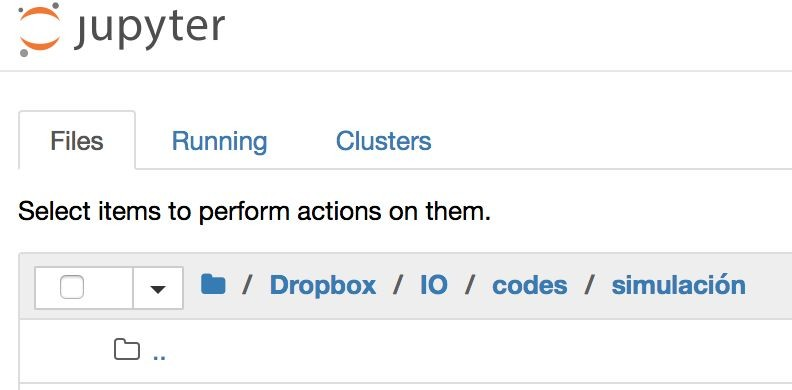 jupyter
Files Running Clusters
Select items to perform actions on them.
/ Dropbox / IO / codes / simulación
..